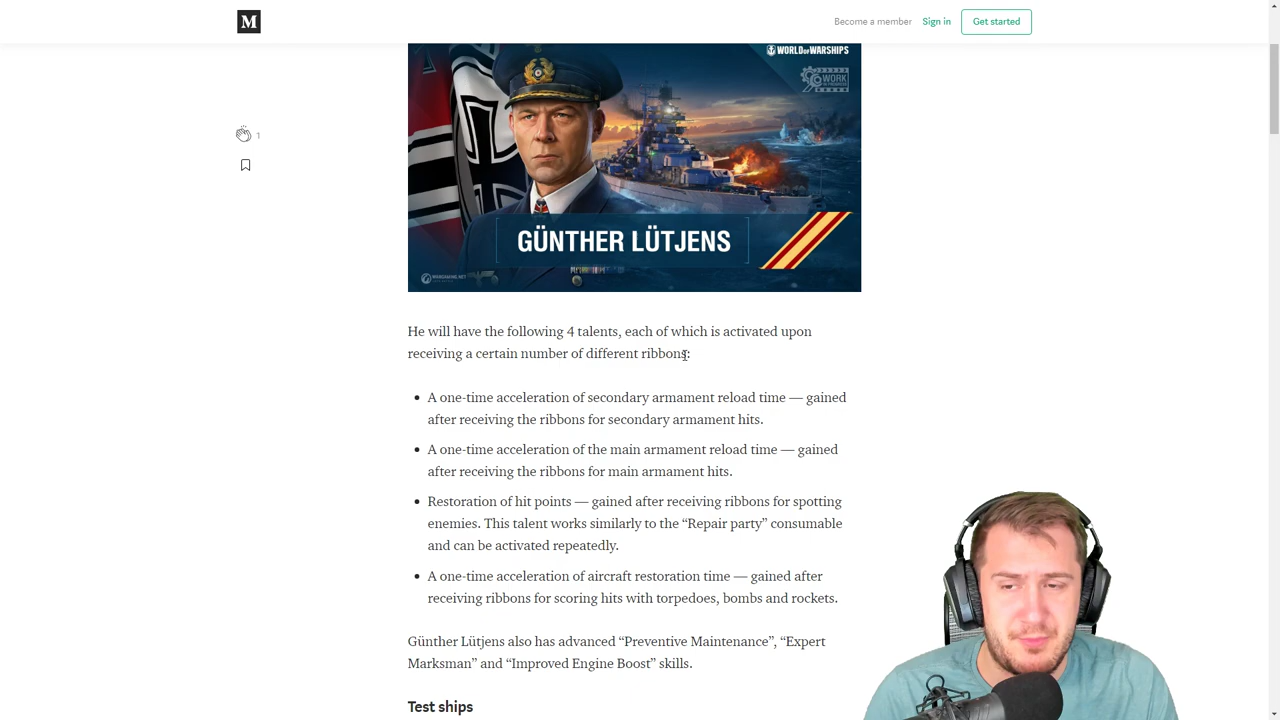 M
Become a member Sign in Get started
WORLD OF WARSHIPS
WORK
IN PROGRESS
1
GÜNTHER LÜTJENS
WARGAMING.NET
He will have the following 4 talents, each of which is activated upon
receiving a certain number of different ribbons:
• A one-time acceleration of secondary armament reload time — gained
after receiving the ribbons for secondary armament hits.
• A one-time acceleration of the main armament reload time — gained
after receiving the ribbons for main armament hits.
• Restoration of hit points — gained after receiving ribbons for spotting
enemies. This talent works similarly to the “Repair party” consumable
and can be activated repeatedly.
• A one-time acceleration of aircraft restoration time — gained after
receiving ribbons for scoring hits with torpedoes, bombs and rockets.
Günther Lütjens also has advanced “Preventive Maintenance”, “Expert
Marksman” and “Improved Engine Boost” skills.
Test ships